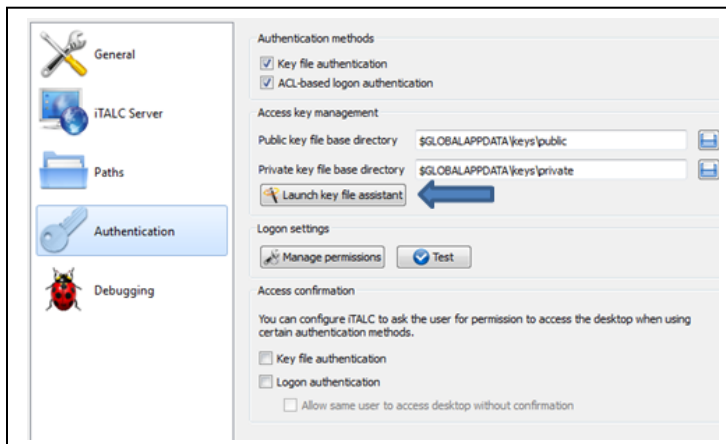 General
iTALC Server
Paths
Authentication
Debugging
Authentication methods
Key file authentication
ACL-based logon authentication
Access key management
Public key file base directory $GLOBALAPPDATA\keys\public
Private key file base directory $GLOBALAPPDATA\keys\private
Launch key file assistant
Logon settings
Manage permissions Test
Access confirmation
You can configure iTALC to ask the user for permission to access the desktop when using
certain authentication methods.
Key file authentication
Logon authentication
Allow same user to access desktop without confirmation